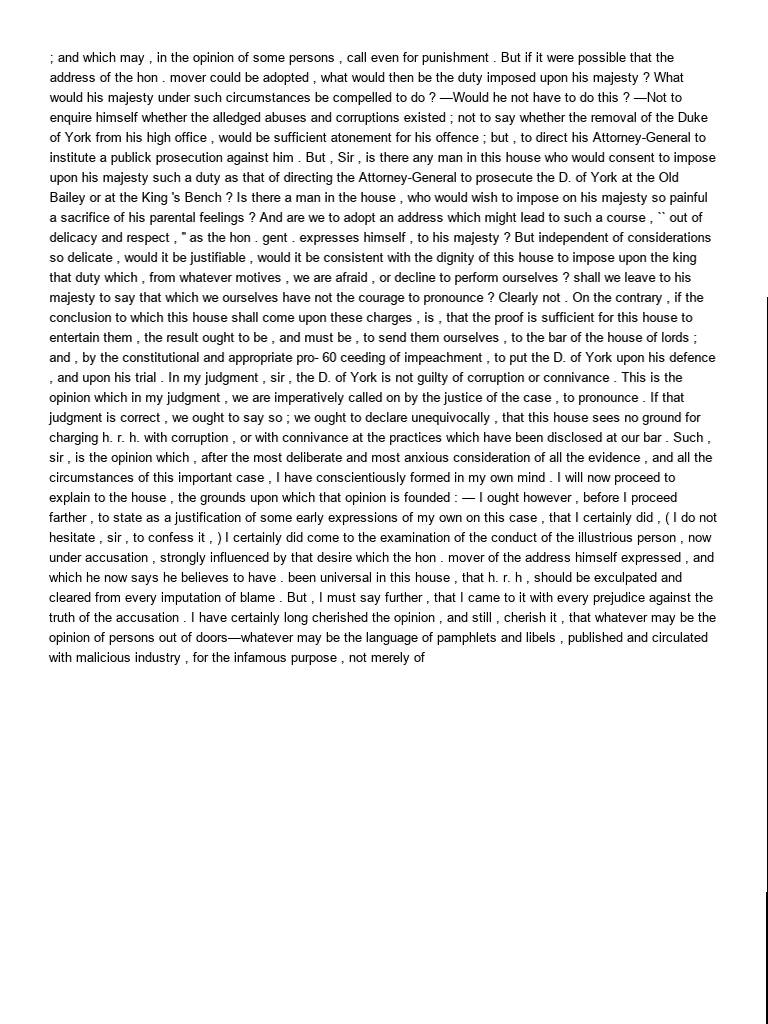 ; and which may , in the opinion of some persons , call even for punishment . But if it were possible that the
address of the hon . mover could be adopted , what would then be the duty imposed upon his majesty ? What
would his majesty under such circumstances be compelled to do ? —Would he not have to do this ? —Not to
enquire himself whether the alledged abuses and corruptions existed ; not to say whether the removal of the Duke
of York from his high office , would be sufficient atonement for his offence ; but , to direct his Attorney-General to
institute a publick prosecution against him . But , Sir , is there any man in this house who would consent to impose
upon his majesty such a duty as that of directing the Attorney-General to prosecute the D. of York at the Old
Bailey or at the King 's Bench ? Is there a man in the house , who would wish to impose on his majesty so painful
a sacrifice of his parental feelings ? And are we to adopt an address which might lead to such a course , `` out of
delicacy and respect , " as the hon . gent . expresses himself , to his majesty ? But independent of considerations
so delicate , would it be justifiable , would it be consistent with the dignity of this house to impose upon the king
that duty which , from whatever motives , we are afraid , or decline to perform ourselves ? shall we leave to his
majesty to say that which we ourselves have not the courage to pronounce ? Clearly not . On the contrary , if the
conclusion to which this house shall come upon these charges , is , that the proof is sufficient for this house to
entertain them , the result ought to be , and must be , to send them ourselves , to the bar of the house of lords ;
and , by the constitutional and appropriate pro- 60 ceeding of impeachment , to put the D. of York upon his defence
, and upon his trial . In my judgment , sir , the D. of York is not guilty of corruption or connivance . This is the
opinion which in my judgment , we are imperatively called on by the justice of the case , to pronounce . If that
judgment is correct , we ought to say so ; we ought to declare unequivocally , that this house sees no ground for
charging h. r. h. with corruption , or with connivance at the practices which have been disclosed at our bar . Such ,
sir , is the opinion which , after the most deliberate and most anxious consideration of all the evidence , and all the
circumstances of this important case , I have conscientiously formed in my own mind . I will now proceed to
explain to the house , the grounds upon which that opinion is founded : — I ought however , before I proceed
farther , to state as a justification of some early expressions of my own on this case , that I certainly did , ( I do not
hesitate , sir , to confess it , ) I certainly did come to the examination of the conduct of the illustrious person , now
under accusation , strongly influenced by that desire which the hon . mover of the address himself expressed , and
which he now says he believes to have . been universal in this house , that h. r. h , should be exculpated and
cleared from every imputation of blame . But , I must say further , that I came to it with every prejudice against the
truth of the accusation . I have certainly long cherished the opinion , and still , cherish it , that whatever may be the
opinion of persons out of doors—whatever may be the language of pamphlets and libels , published and circulated
with malicious industry , for the infamous purpose , not merely of